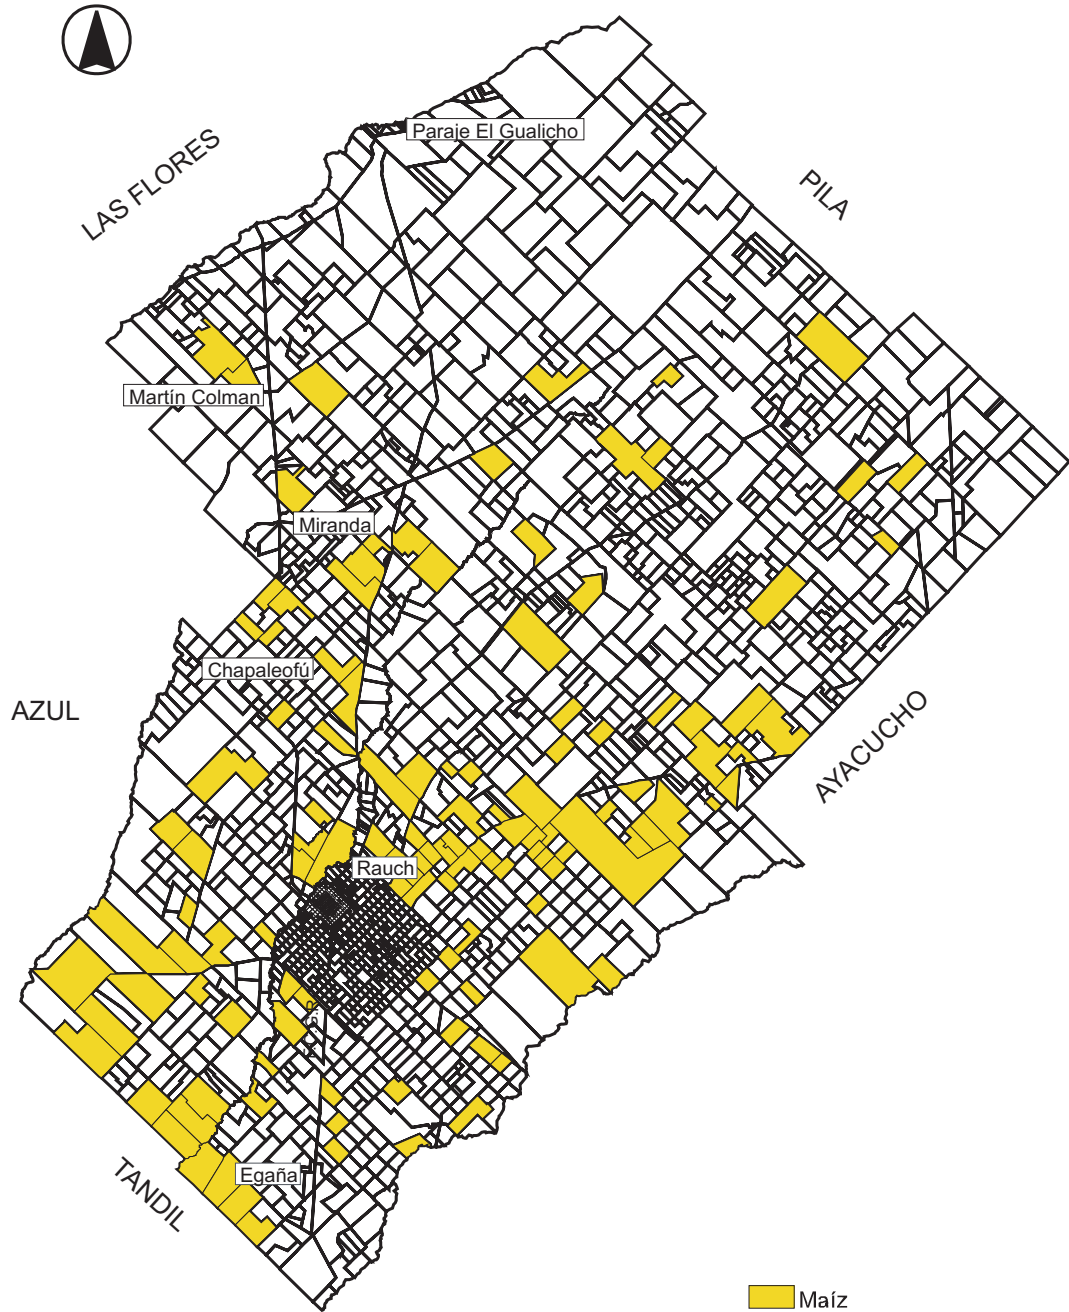 Paraje El Gualicho
LAS FLORES
PILA
Martín Colman
Miranda
Chapaleofú
AZUL
AYACUCHO
Rauch
Egaña
TANDIL
Maíz